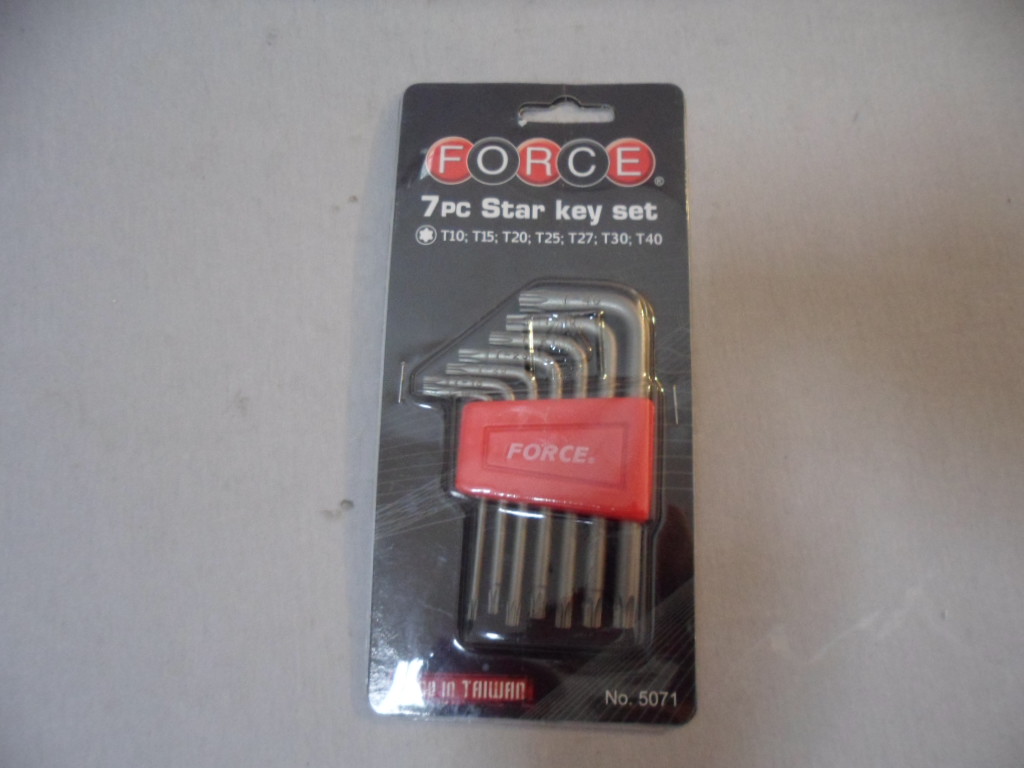 FORCE®
7PC Star key set
T10; T15; T20; T25; T27; T30; T40
FORCE®
in TAIWAN
No. 5071